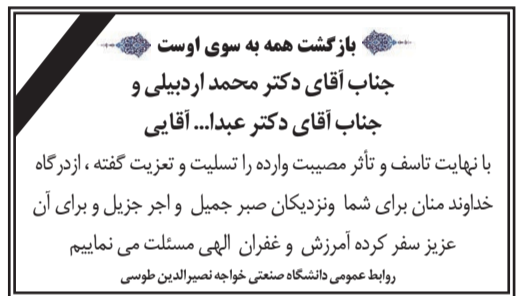 بازگشت همه به سوی اوست
جناب آقای دکتر محمد اردبیلی و
جناب آقای دکتر عبدا... آقایی
با نهایت تاسف و تأثر مصیبت وارده را تسلیت و تعزیت گفته ، ازدرگاه
خداوند منان برای شما ونزدیکان صبر جمیل و اجر جزیل و برای آن
عزیز سفر کرده آمرزش و غفران الهی مسئلت می نماییم
روابط عمومی دانشگاه صنعتی خواجه نصیرالدین طوسی